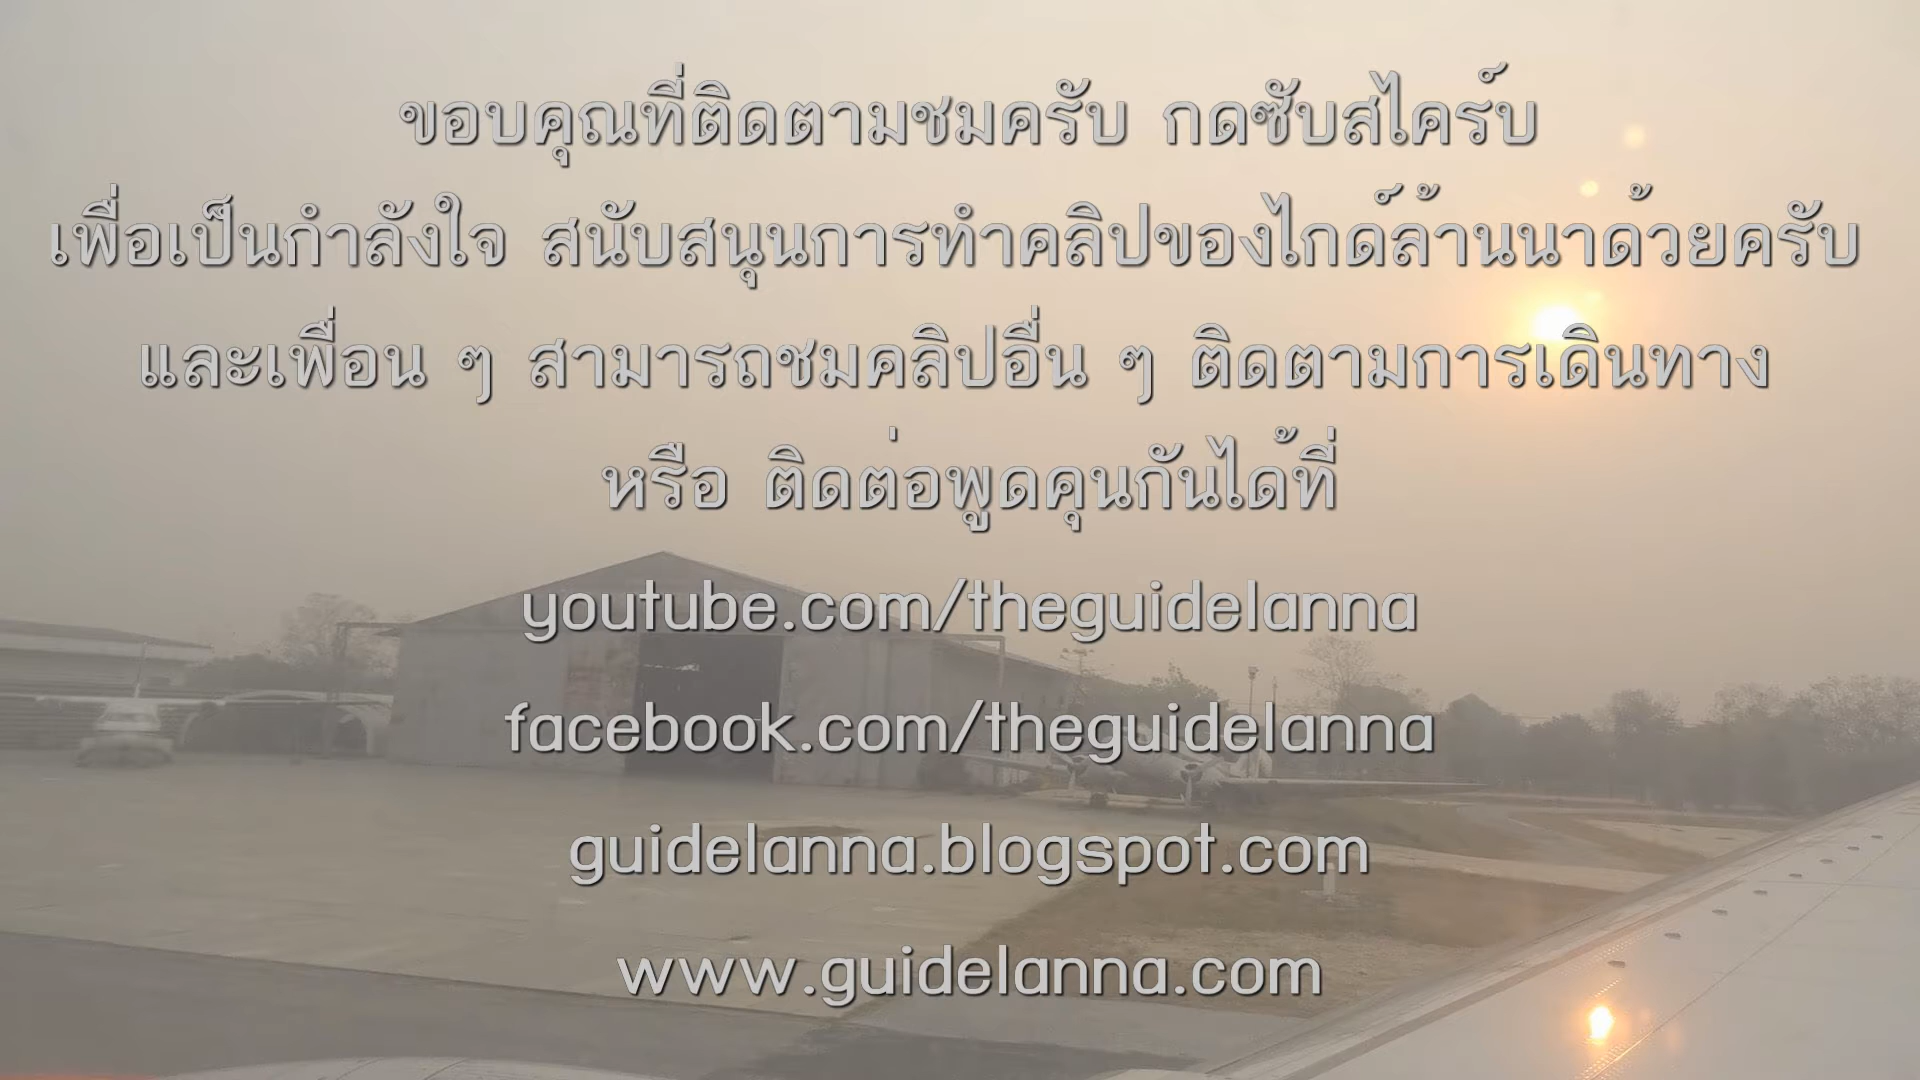 ขอบคุณที่ติดตามชมครับ กดซับสไคร์บ
เพื่อเป็นกำลังใจ สนับสนุนการทำคลิปของไกด์ล้านนาด้วยครับ
และเพื่อน ๆ สามารถชมคลิปอื่น ๆ ติดตามการเดินทาง
หรือ ติดต่อพูดคุนกันได้ที่
youtube.com/theguidelanna
facebook.com/theguidelanna
guidelanna.blogspot.com
www.guidelanna.com